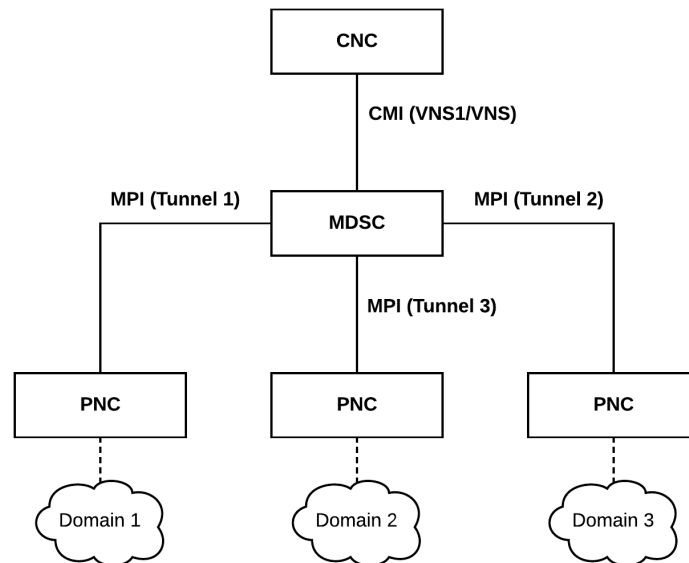 CNC
CMI (VNS1/VNS)
MPI (Tunnel 1)
MDSC
MPI (Tunnel 2)
MPI (Tunnel 3)
PNC
PNC
PNC
Domain 1
Domain 2
Domain 3